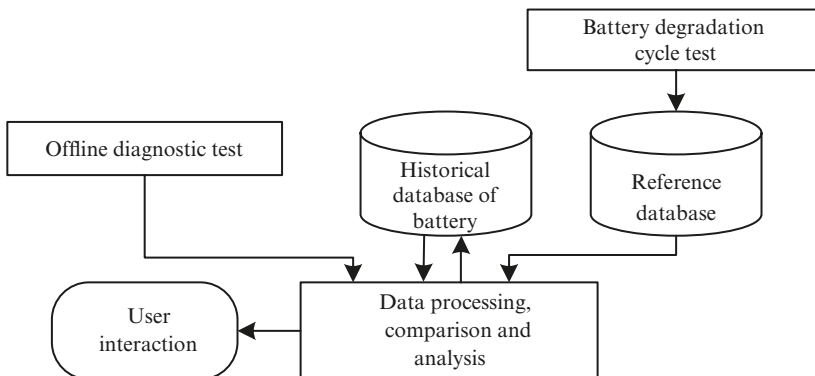 Battery degradation
cycle test
Offline diagnostic test
Historical
database of
battery
Reference
database
User
interaction
Data processing,
comparison and
analysis